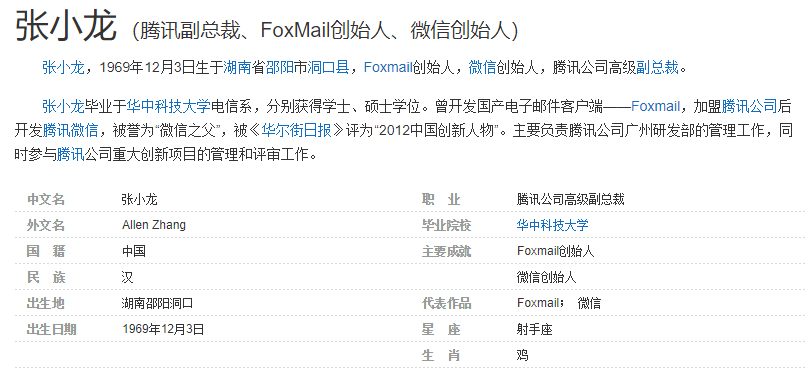 张小龙 (腾讯副总裁、FoxMail创始人、微信创始人)
张小龙，1969年12月3日生于湖南省邵阳市洞口县，Foxmail创始人，微信创始人，腾讯公司高级副总裁。
张小龙毕业于华中科技大学电信系，分别获得学士、硕士学位。曾开发国产电子邮件客户端——Foxmail，加盟腾讯公司后
开发腾讯微信，被誉为“微信之父”，被《华尔街日报》评为“2012中国创新人物”。主要负责腾讯公司广州研发部的管理工作，同
时参与腾讯公司重大创新项目的管理和评审工作。
中文名 张小龙 职 业 腾讯公司高级副总裁
外文名 Allen Zhang 毕业院校 华中科技大学
国 籍 中国 主要成就 Foxmail创始人
民 族 汉 微信创始人
出生地 湖南邵阳洞口 代表作品 Foxmail； 微信
出生日期 1969年12月3日 星 座 射手座
生 肖 鸡